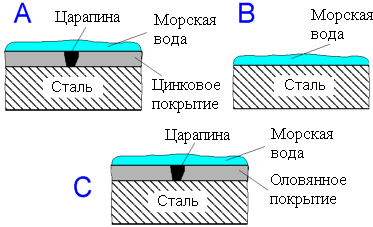 A
Царапина
Морская
вода
Цинковое
покрытие
Сталь
B
Морская
вода
Сталь
C
Царапина
Морская
вода
Оловянное
покрытие
Сталь